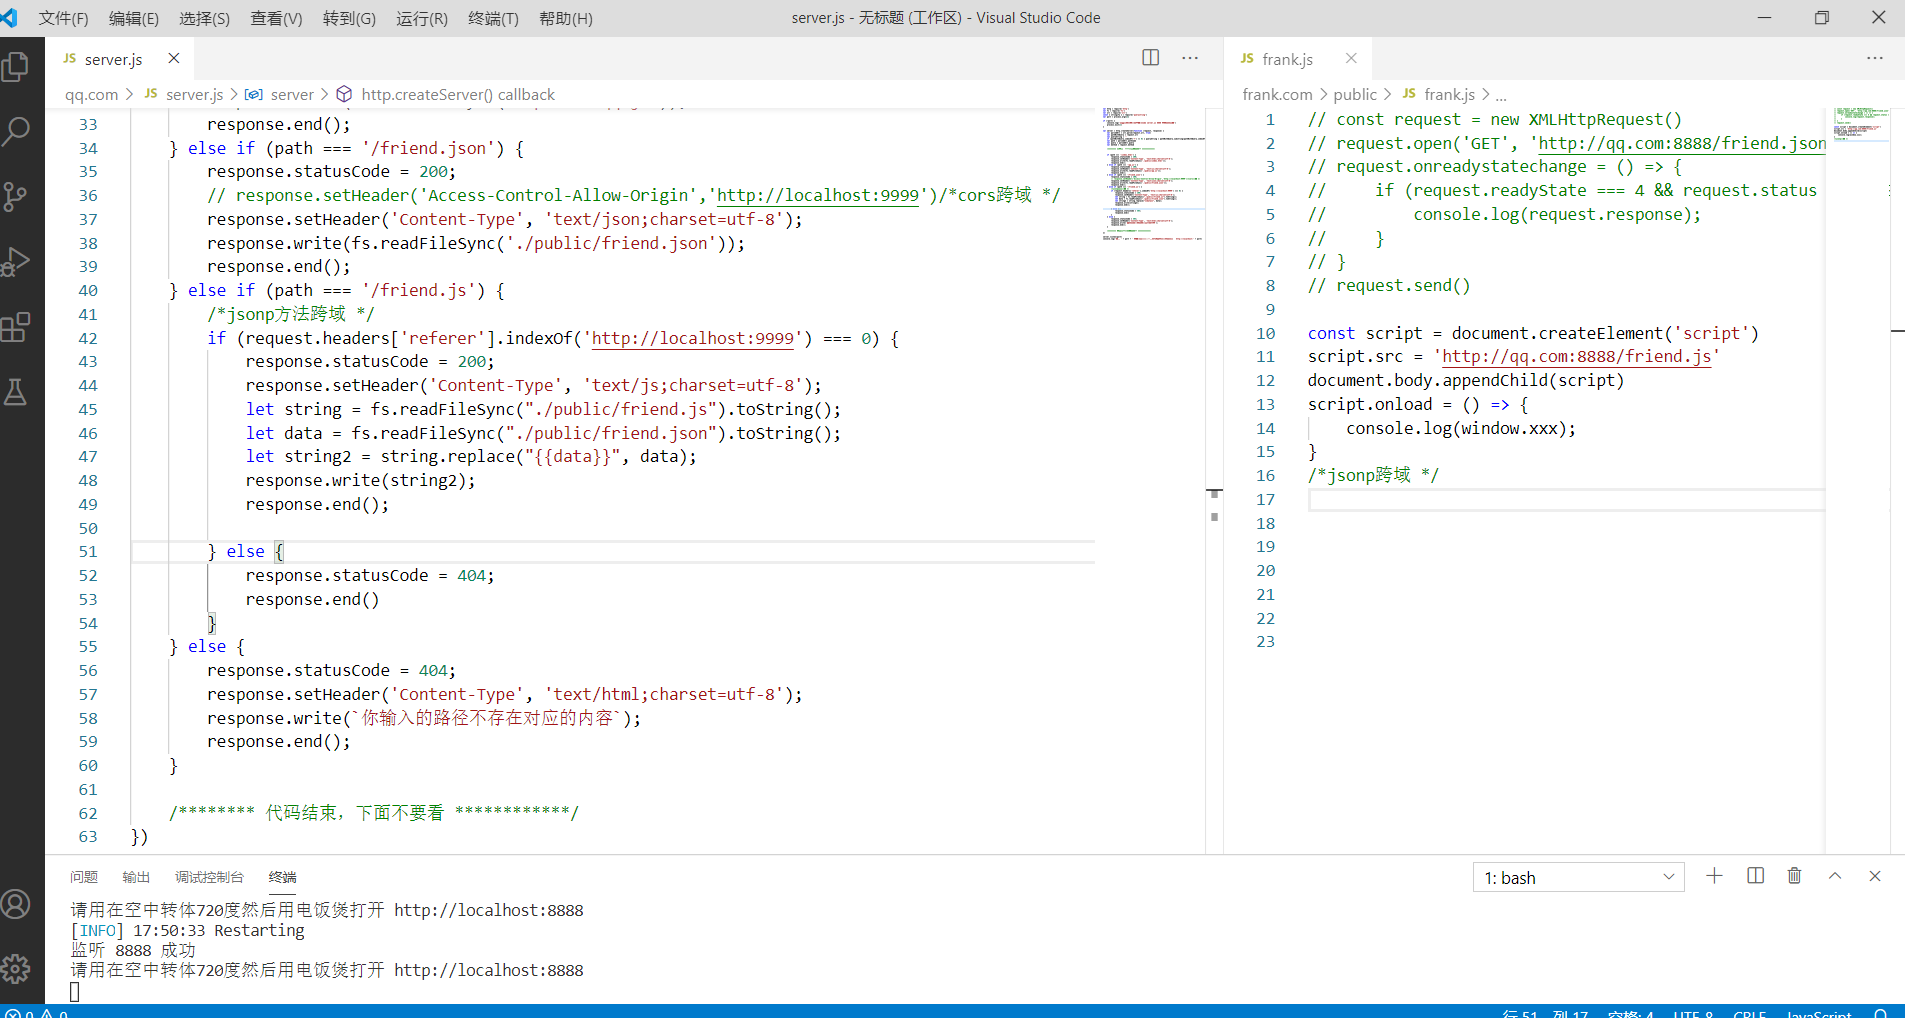 文件(F) 编辑(E) 选择(S) 查看(V) 转到(G) 运行(R) 终端(T) 帮助(H) server.js - 无标题 (工作区) - Visual Studio Code
JS server.js
qq.com > JS server.js > server > http.createServer() callback
33 response.end();
34 } else if (path === '/friend.json') {
35 response.statusCode = 200;
36 // response.setHeader('Access-Control-Allow-Origin','http://localhost:9999')/*cors跨域 */
37 response.setHeader('Content-Type', 'text/json;charset=utf-8');
38 response.write(fs.readFileSync('./public/friend.json'));
39 response.end();
40 } else if (path === '/friend.js') {
41 /*jsonp方法跨域 */
42 if (request.headers['referer'].indexOf('http://localhost:9999') === 0) {
43 response.statusCode = 200;
44 response.setHeader('Content-Type', 'text/js;charset=utf-8');
45 let string = fs.readFileSync("./public/friend.js").toString();
46 let data = fs.readFileSync("./public/friend.json").toString();
47 let string2 = string.replace("{{data}}", data);
48 response.write(string2);
49 response.end();
50
51 } else {
52 response.statusCode = 404;
53 response.end()
54 }
55 } else {
56 response.statusCode = 404;
57 response.setHeader('Content-Type', 'text/html;charset=utf-8');
58 response.write(`你输入的路径不存在对应的内容`);
59 response.end();
60 }
61
62 /******** 代码结束，下面不要看 ************/
63 })
JS frank.js
frank.com > public > JS frank.js > ...
1 // const request = new XMLHttpRequest()
2 // request.open('GET', 'http://qq.com:8888/friend.json
3 // request.onreadystatechange = () => {
4 // if (request.readyState === 4 && request.status
5 // console.log(request.response);
6 // }
7 // }
8 // request.send()
9
10 const script = document.createElement('script')
11 script.src = 'http://qq.com:8888/friend.js'
12 document.body.appendChild(script)
13 script.onload = () => {
14 console.log(window.xxx);
15 }
16 /*jsonp跨域 */
17
18
19
20
21
22
23
问题 输出 调试控制台 终端 1: bash
请用在空中转体720度然后用电饭煲打开 http://localhost:8888
[INFO] 17:50:33 Restarting
监听 8888 成功
请用在空中转体720度然后用电饭煲打开 http://localhost:8888
0 0 行 51，列 17 空格: 4 UTF-8 CRLF JavaScript